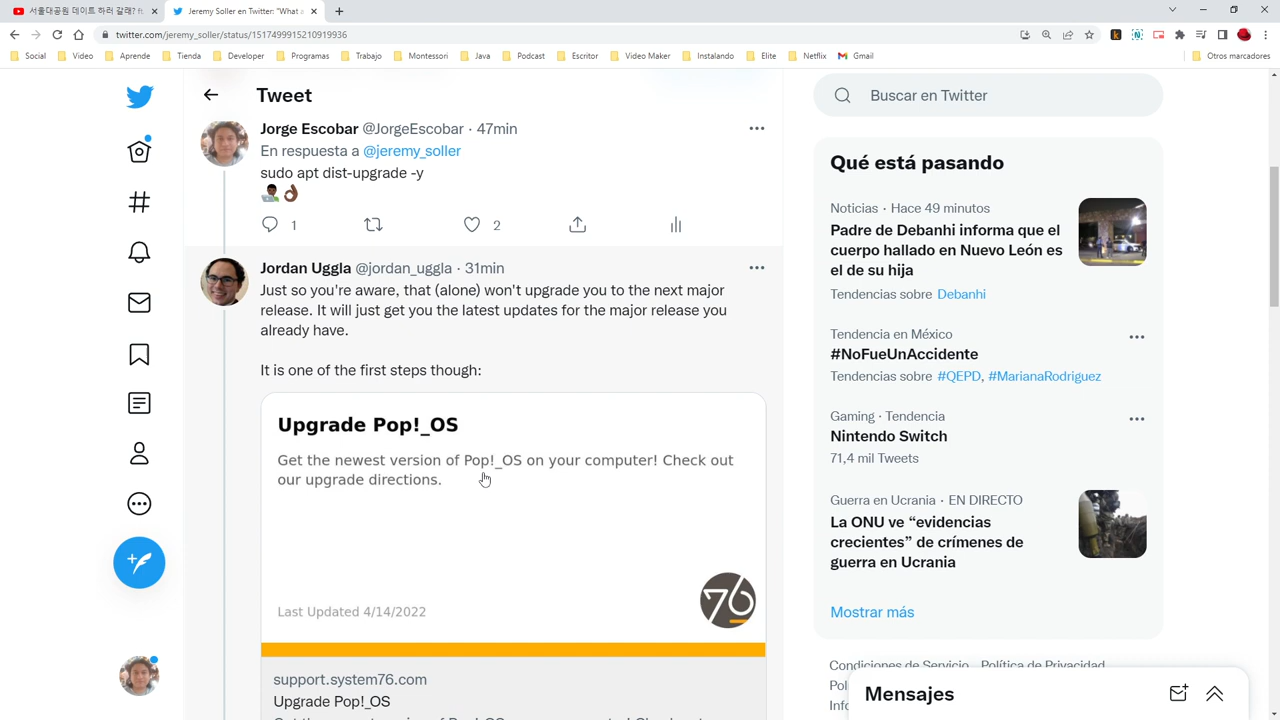 서울대공원 데이트 하러 갈래? ft.
Jeremy Soller en Twitter: "What
twitter.com/jeremy_soller/status/1517499915210919936
Social
Video
Aprende
Tienda
Developer
Programas
Trabajo
Montessori
Java
Podcast
Escritor
Video Maker
Instalando
Elite
Netflix
Gmail
Otros marcadores
Tweet
Jorge Escobar @JorgeEscobar · 47min
En respuesta a @jeremy_soller
sudo apt dist-upgrade -y
1
2
Jordan Uggla @jordan_uggla · 31min
Just so you're aware, that (alone) won't upgrade you to the next major
release. It will just get you the latest updates for the major release you
already have.
It is one of the first steps though:
Upgrade Pop!_OS
Get the newest version of Pop!_OS on your computer! Check out
our upgrade directions.
76
Last Updated 4/14/2022
support.system76.com
Upgrade Pop!_OS
Buscar en Twitter
Qué está pasando
Noticias · Hace 49 minutos
Padre de Debanhi informa que el
cuerpo hallado en Nuevo León es
el de su hija
Tendencias sobre Debanhi
Tendencia en México
#NoFueUnAccidente
Tendencias sobre #QEPD, #MarianaRodriguez
Gaming · Tendencia
Nintendo Switch
71,4 mil Tweets
Guerra en Ucrania · EN DIRECTO
La ONU ve “evidencias
crecientes” de crímenes de
guerra en Ucrania
Mostrar más
Condiciones de Servicio Política de Privacidad
Mensajes